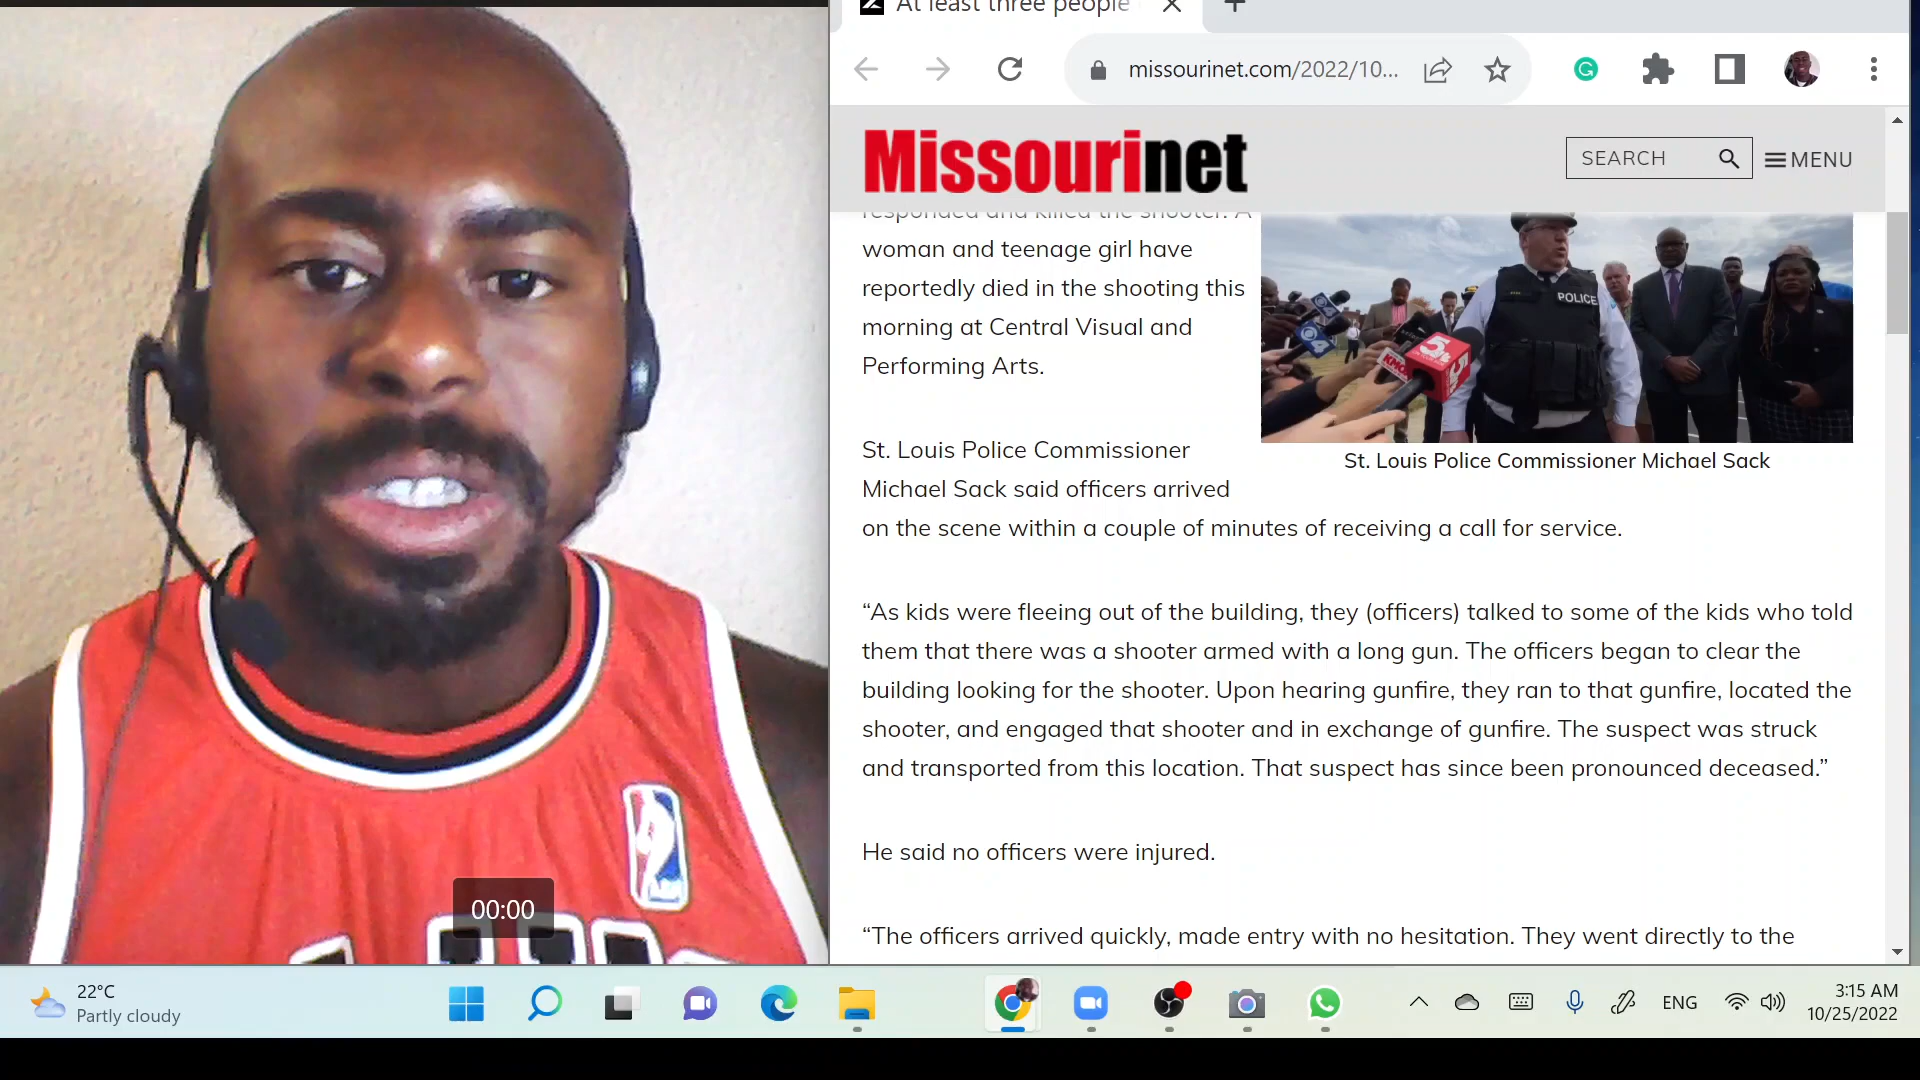 At least three people
missourinet.com/2022/10...
Missourinet
SEARCH
MENU
responded and killed the shooter. A
woman and teenage girl have
reportedly died in the shooting this
morning at Central Visual and
Performing Arts.
POLICE
St. Louis Police Commissioner Michael Sack
St. Louis Police Commissioner
Michael Sack said officers arrived
on the scene within a couple of minutes of receiving a call for service.
“As kids were fleeing out of the building, they (officers) talked to some of the kids who told
them that there was a shooter armed with a long gun. The officers began to clear the
building looking for the shooter. Upon hearing gunfire, they ran to that gunfire, located the
shooter, and engaged that shooter and in exchange of gunfire. The suspect was struck
and transported from this location. That suspect has since been pronounced deceased.”
He said no officers were injured.
“The officers arrived quickly, made entry with no hesitation. They went directly to the
00:00
22°C
Partly cloudy
ENG
3:15 AM
10/25/2022